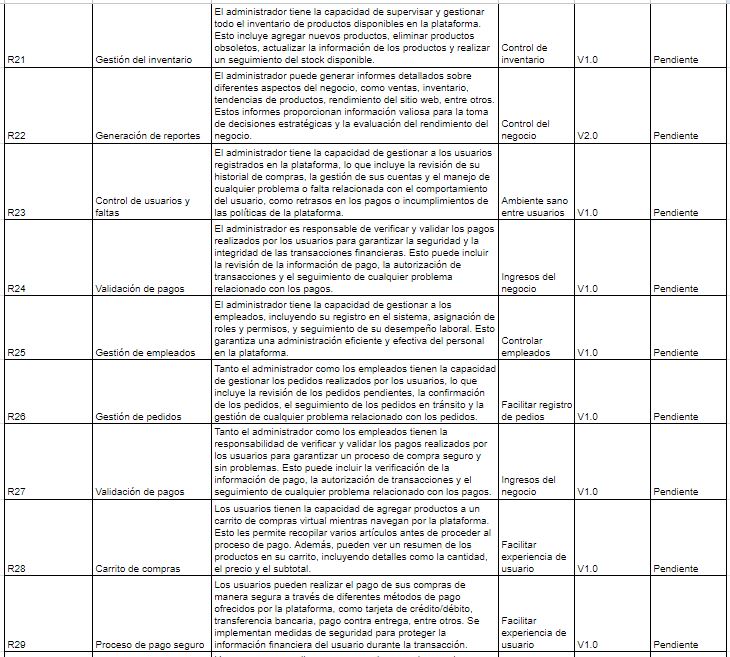 El administrador tiene la capacidad de supervisar y gestionar
todo el inventario de productos disponibles en la plataforma.
Esto incluye agregar nuevos productos, eliminar productos
obsoletos, actualizar la información de los productos y realizar
un seguimiento del stock disponible.
R21 Gestión del inventario Control de inventario V1.0 Pendiente
El administrador puede generar informes detallados sobre
diferentes aspectos del negocio, como ventas, inventario,
tendencias de productos, rendimiento del sitio web, entre otros.
Estos informes proporcionan información valiosa para la toma
de decisiones estratégicas y la evaluación del rendimiento del
negocio.
R22 Generación de reportes Control del negocio V2.0 Pendiente
El administrador tiene la capacidad de gestionar a los usuarios
registrados en la plataforma, lo que incluye la revisión de su
historial de compras, la gestión de sus cuentas y el manejo de
cualquier problema o falta relacionada con el comportamiento
del usuario, como retrasos en los pagos o incumplimientos de
las políticas de la plataforma.
R23 Control de usuarios y faltas Ambiente sano entre usuarios V1.0 Pendiente
El administrador es responsable de verificar y validar los pagos
realizados por los usuarios para garantizar la seguridad y la
integridad de las transacciones financieras. Esto puede incluir
la revisión de la información de pago, la autorización de
transacciones y el seguimiento de cualquier problema
relacionado con los pagos.
R24 Validación de pagos Ingresos del negocio V1.0 Pendiente
El administrador tiene la capacidad de gestionar a los
empleados, incluyendo su registro en el sistema, asignación de
roles y permisos, y seguimiento de su desempeño laboral. Esto
garantiza una administración eficiente y efectiva del personal
en la plataforma.
R25 Gestión de empleados Controlar empleados V1.0 Pendiente
Tanto el administrador como los empleados tienen la capacidad
de gestionar los pedidos realizados por los usuarios, lo que
incluye la revisión de los pedidos pendientes, la confirmación
de los pedidos, el seguimiento de los pedidos en tránsito y la
gestión de cualquier problema relacionado con los pedidos.
R26 Gestión de pedidos Facilitar registro de pedios V1.0 Pendiente
Tanto el administrador como los empleados tienen la
responsabilidad de verificar y validar los pagos realizados por
los usuarios para garantizar un proceso de compra seguro y
sin problemas. Esto puede incluir la verificación de la
información de pago, la autorización de transacciones y el
seguimiento de cualquier problema relacionado con los pagos.
R27 Validación de pagos Ingresos del negocio V1.0 Pendiente
Los usuarios tienen la capacidad de agregar productos a un
carrito de compras virtual mientras navegan por la plataforma.
Esto les permite recopilar varios artículos antes de proceder al
proceso de pago. Además, pueden ver un resumen de los
productos en su carrito, incluyendo detalles como la cantidad,
el precio y el subtotal.
R28 Carrito de compras Facilitar experiencia de usuario V1.0 Pendiente
Los usuarios pueden realizar el pago de sus compras de
manera segura a través de diferentes métodos de pago
ofrecidos por la plataforma, como tarjeta de crédito/débito,
transferencia bancaria, pago contra entrega, entre otros. Se
implementan medidas de seguridad para proteger la
información financiera del usuario durante la transacción.
R29 Proceso de pago seguro Facilitar experiencia de usuario V1.0 Pendiente